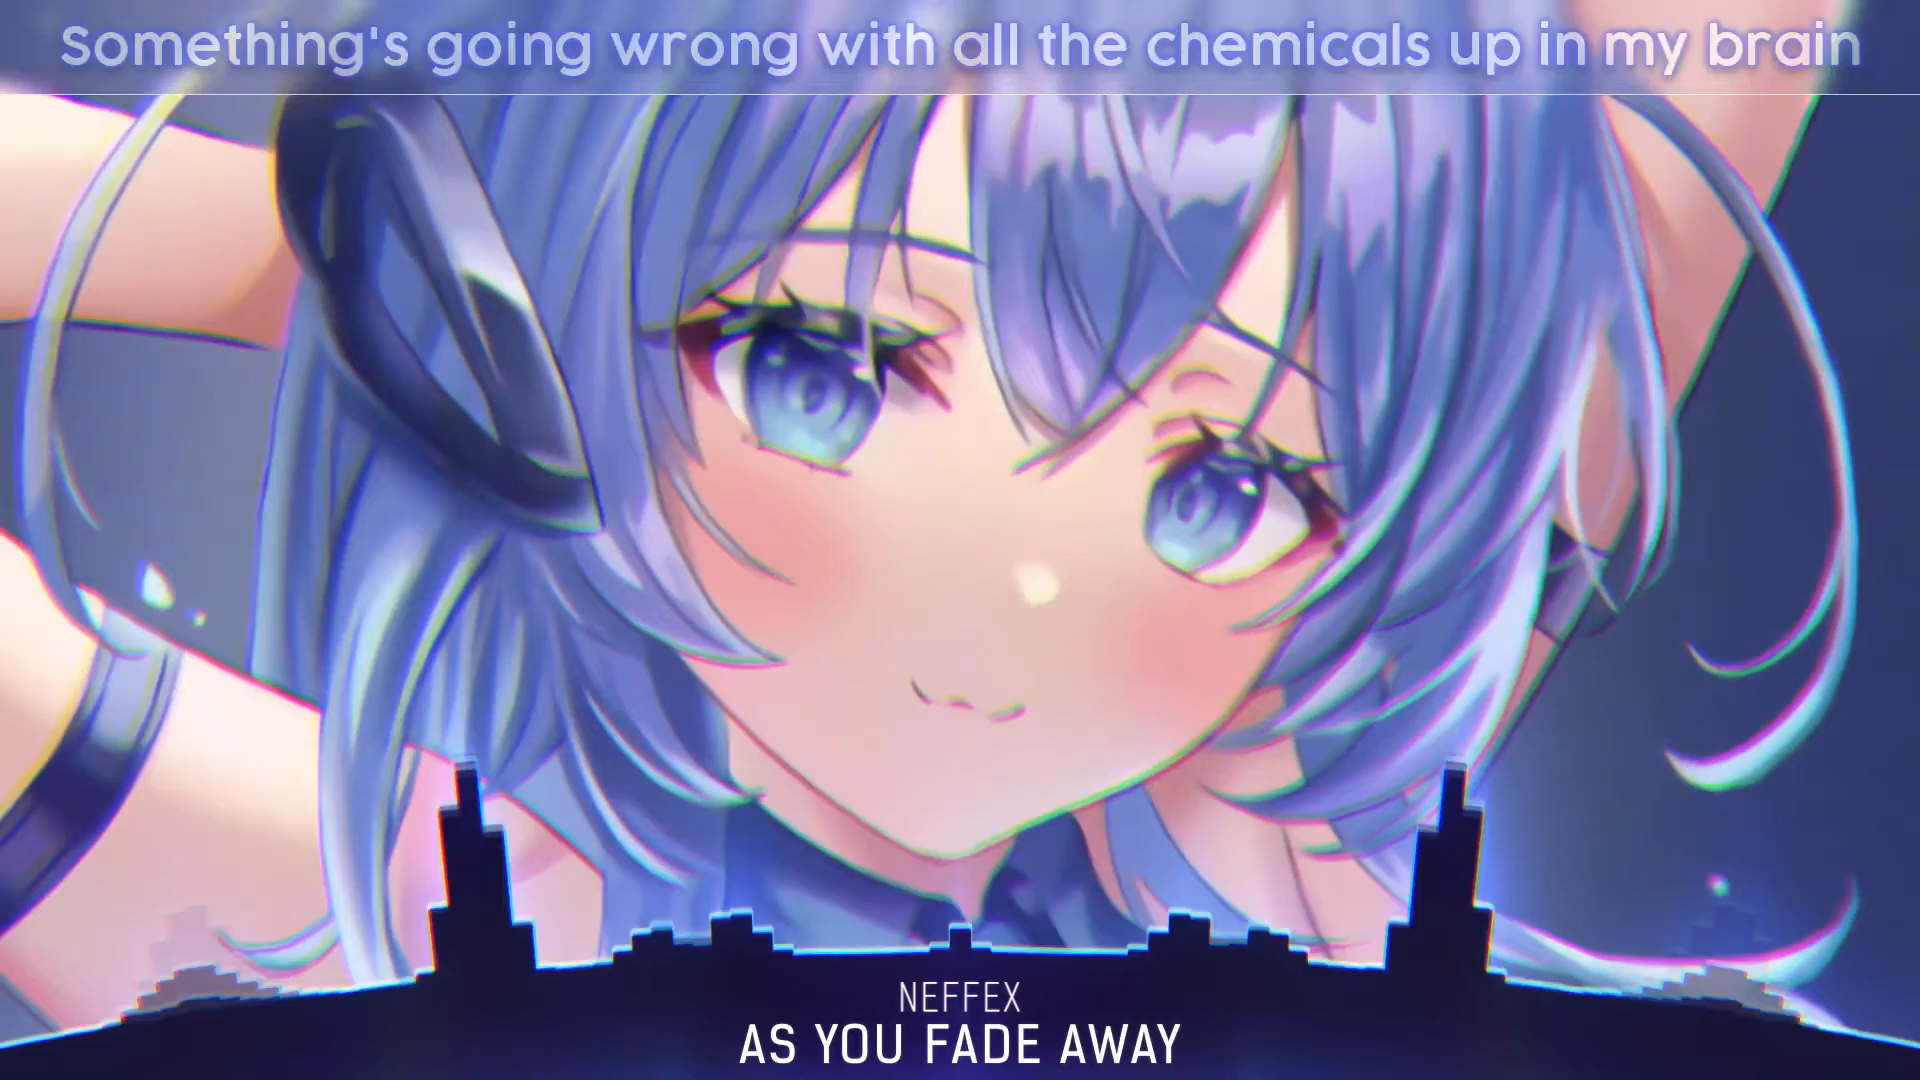 Something's going wrong with all the chemicals up in my brain
NEFFEX
AS YOU FADE AWAY